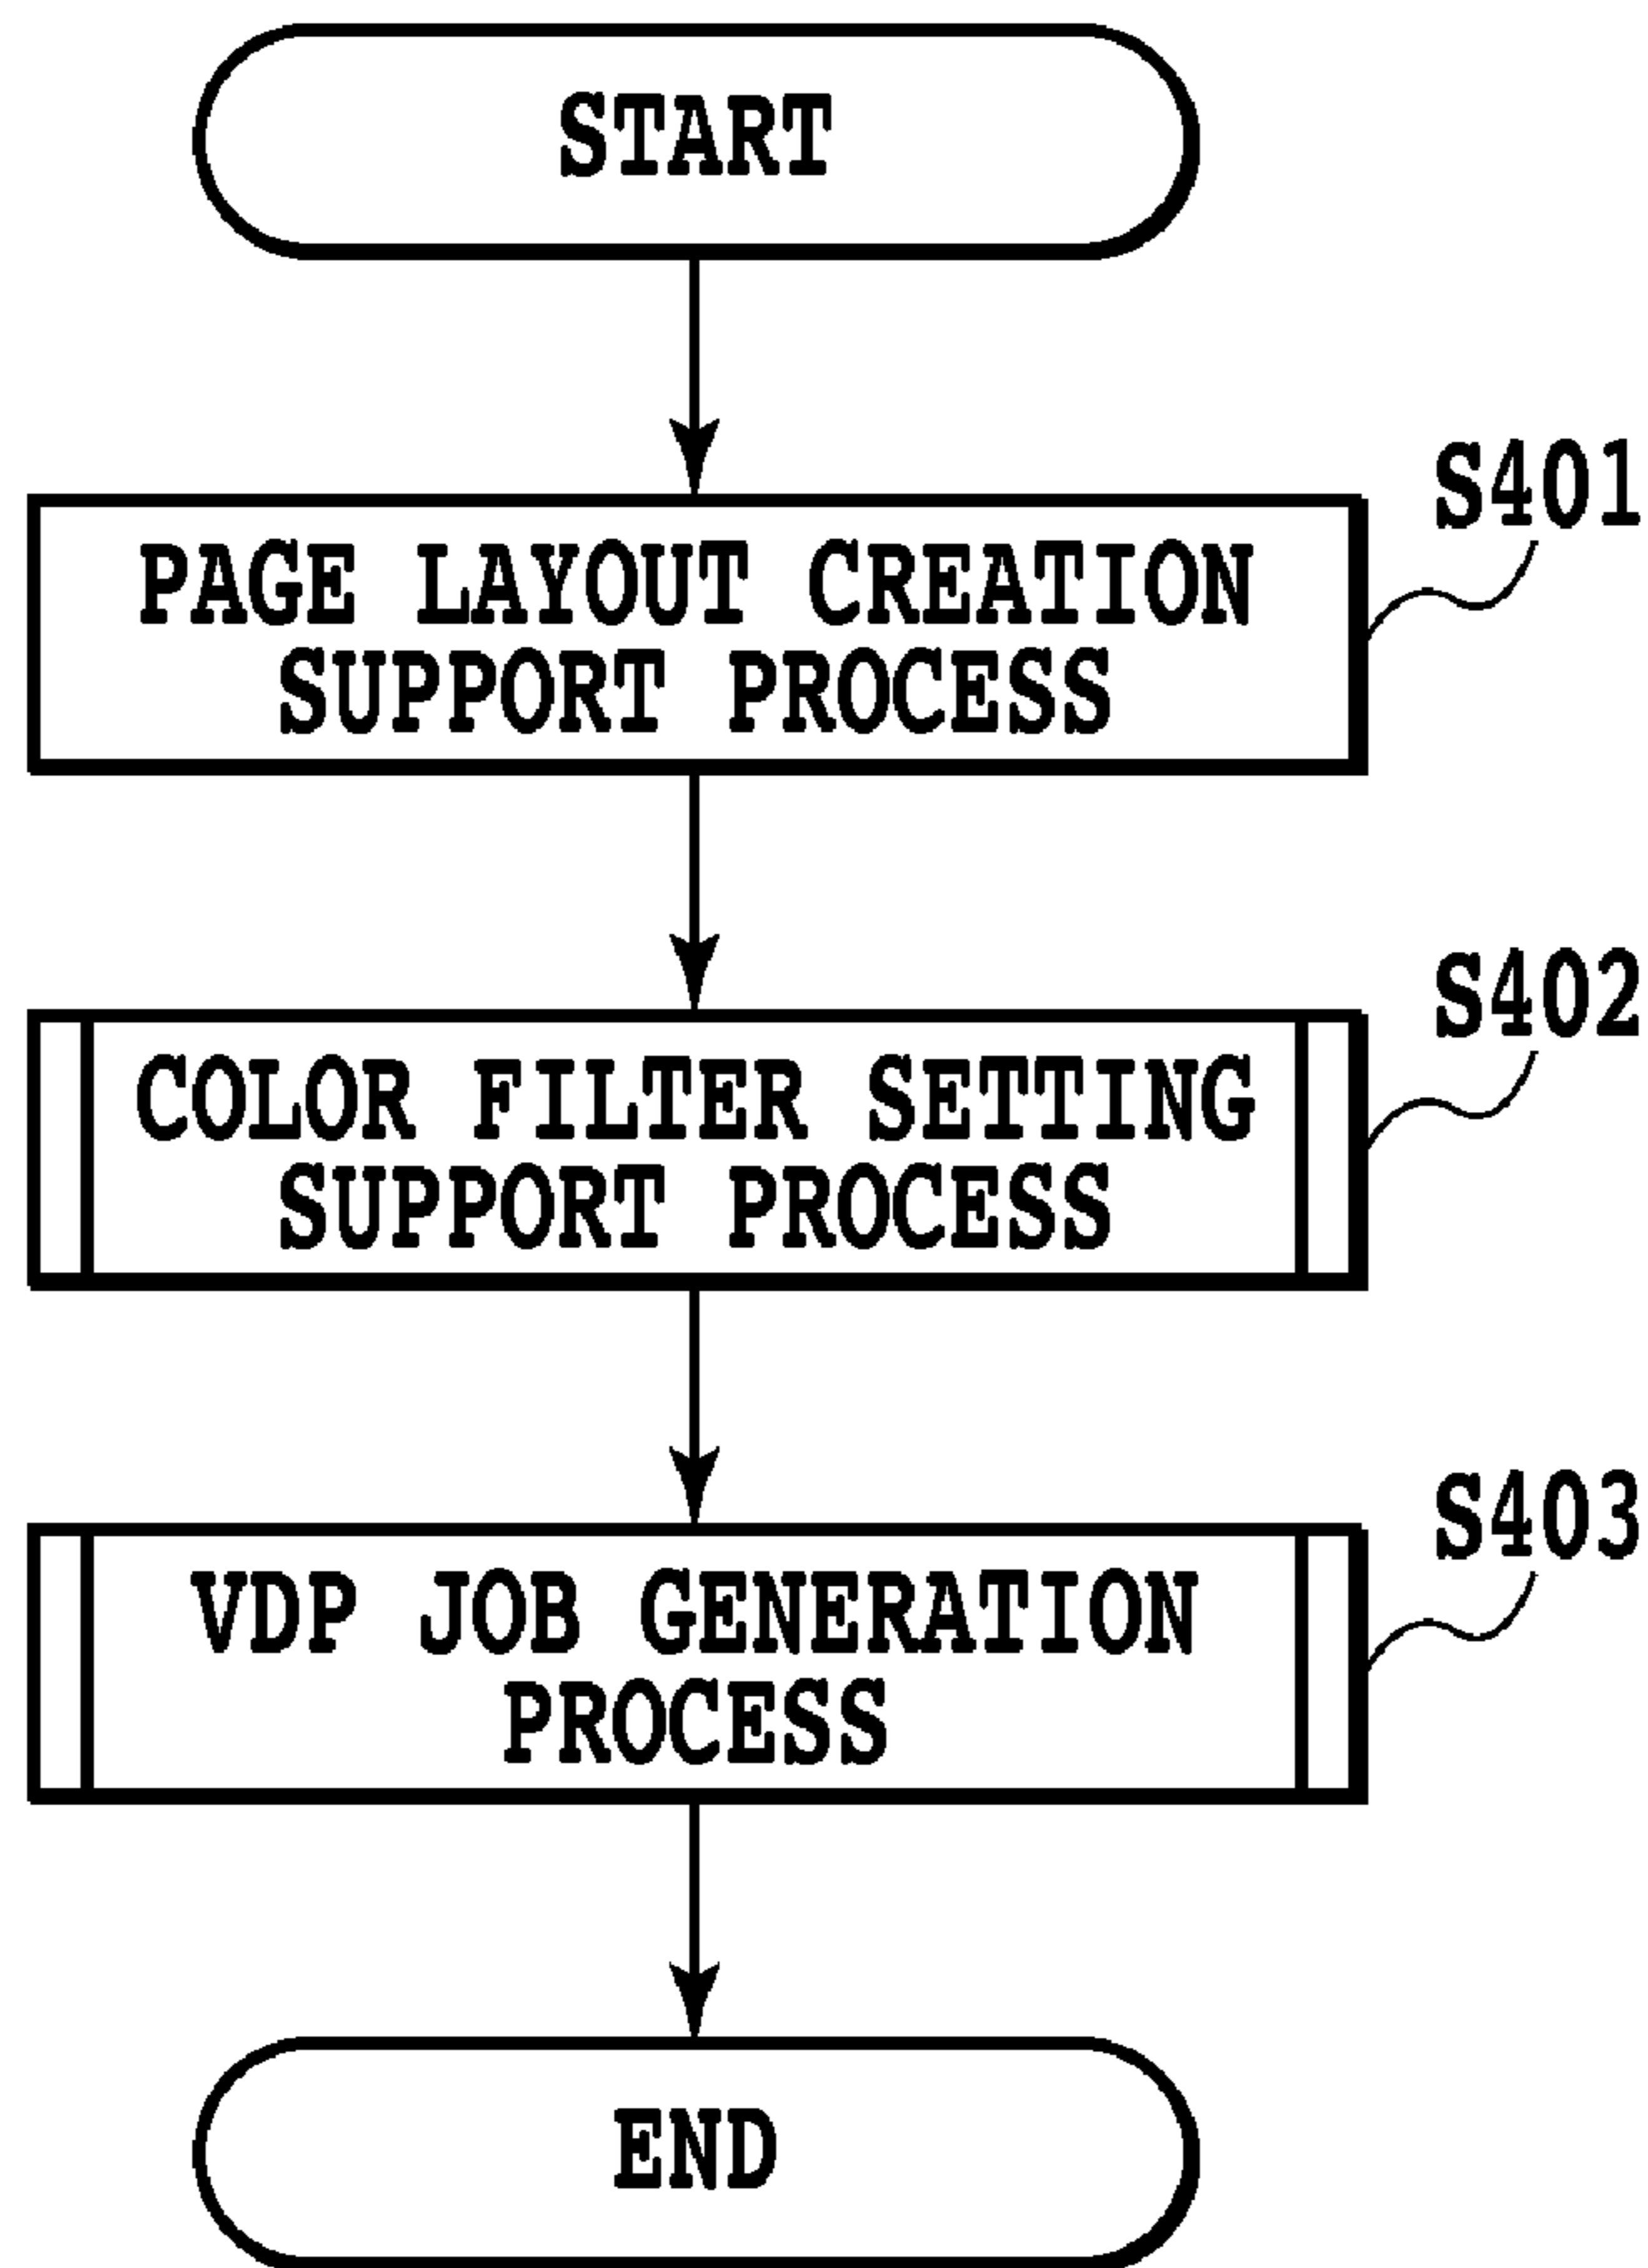 START
S401
PAGE LAYOUT CREATION
SUPPORT PROCESS
S402
COLOR FILTER SETTING
SUPPORT PROCESS
S403
VDP JOB GENERATION
PROCESS
END